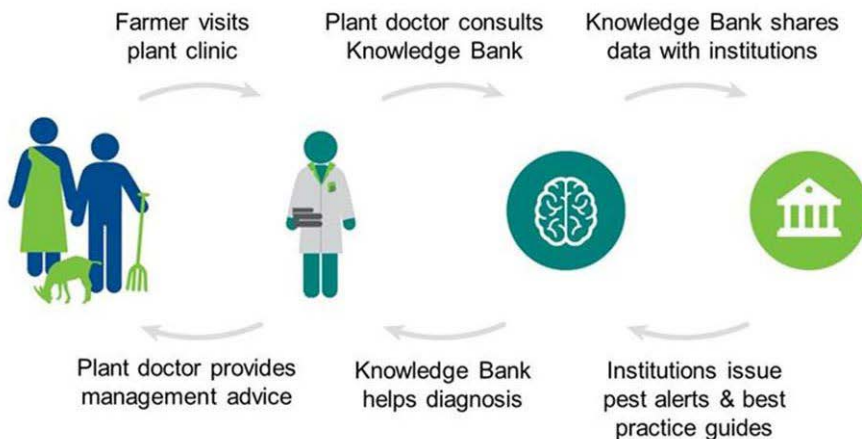 Farmer visits
plant clinic
Plant doctor consults
Knowledge Bank
Knowledge Bank shares
data with institutions
Plant doctor provides
management advice
Knowledge Bank
helps diagnosis
Institutions issue
pest alerts & best
practice guides